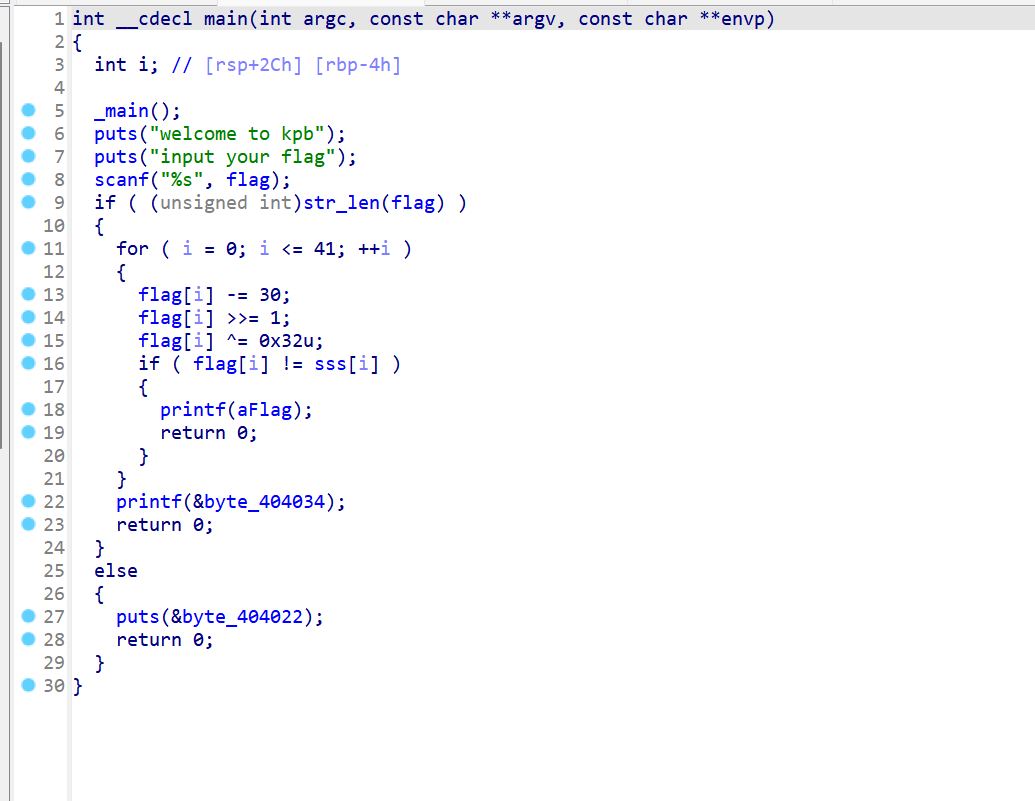 1 int __cdecl main(int argc, const char **argv, const char **envp)
2 {
3   int i; // [rsp+2Ch] [rbp-4h]
4
5   _main();
6   puts("welcome to kpb");
7   puts("input your flag");
8   scanf("%s", flag);
9   if ( (unsigned int)str_len(flag) )
10   {
11     for ( i = 0; i <= 41; ++i )
12     {
13       flag[i] -= 30;
14       flag[i] >>= 1;
15       flag[i] ^= 0x32u;
16       if ( flag[i] != sss[i] )
17       {
18         printf(aFlag);
19         return 0;
20       }
21     }
22     printf(&byte_404034);
23     return 0;
24   }
25   else
26   {
27     puts(&byte_404022);
28     return 0;
29   }
30 }